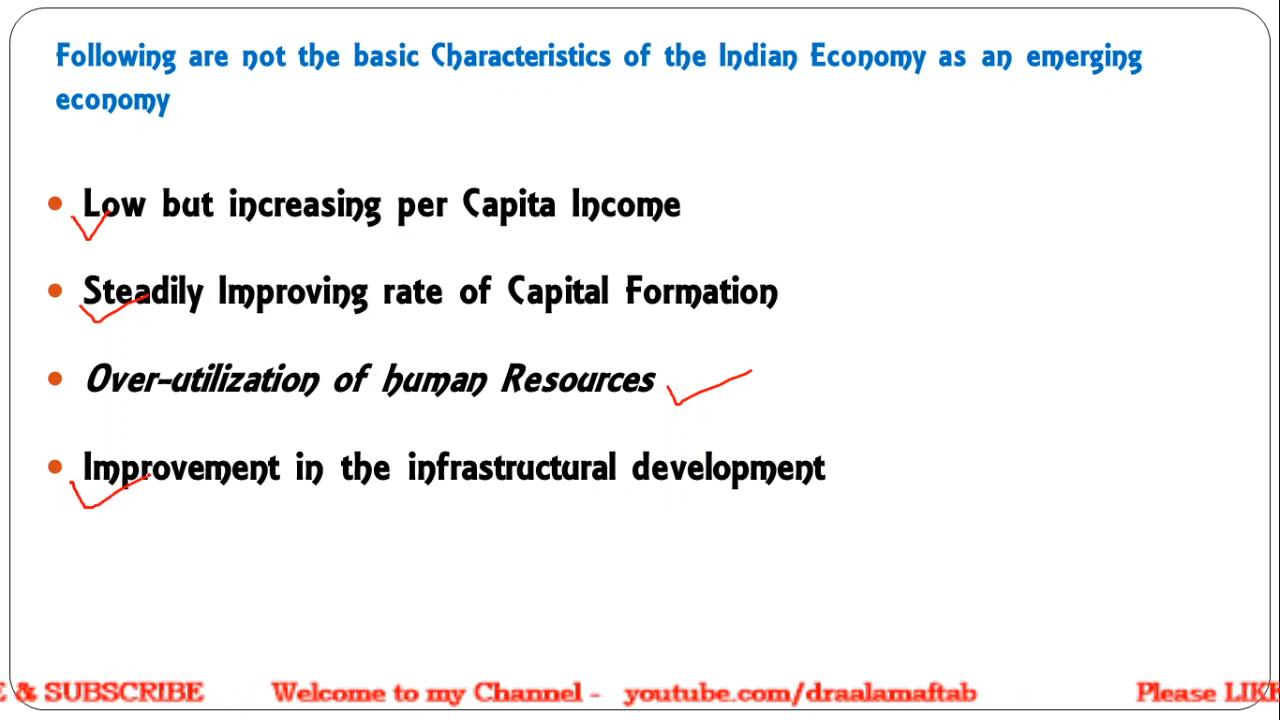 Following are not the basic Characteristics of the Indian Economy as an emerging
economy
Low but increasing per Capita Income
Steadily Improving rate of Capital Formation
Over-utilization of human Resources
Improvement in the infrastructural development
E & SUBSCRIBE Welcome to my Channel - youtube.com/draalamaftab Please LIKE